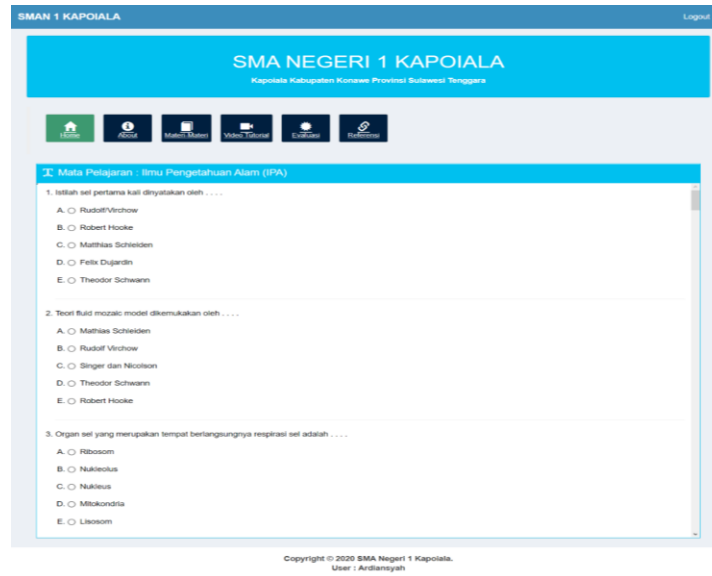 SMAN 1 KAPOIALA
Logout
SMA NEGERI 1 KAPOIALA
Kapoiala Kabupaten Konawe Provinsi Sulawesi Tenggara
Home
About
Materi-Materi
Video Tutorial
Evaluasi
Referensi
Mata Pelajaran : Ilmu Pengetahuan Alam (IPA)
1. Istilah sel pertama kali dinyatakan oleh . . . .
A. Rudolf/Virchow
B. Robert Hooke
C. Matthias Schleiden
D. Felix Dujardin
E. Theodor Schwann
2. Teori fluid mozaic model dikemukakan oleh . . . .
A. Mathias Schleiden
B. Rudolf Virchow
C. Singer dan Nicolson
D. Theodor Schwann
E. Robert Hooke
3. Organ sel yang merupakan tempat berlangsungnya respirasi sel adalah . . . .
A. Ribosom
B. Nukleolus
C. Nukleus
D. Mitokondria
E. Lisosom
Copyright © 2020 SMA Negeri 1 Kapoiala.
User : Ardiansyah